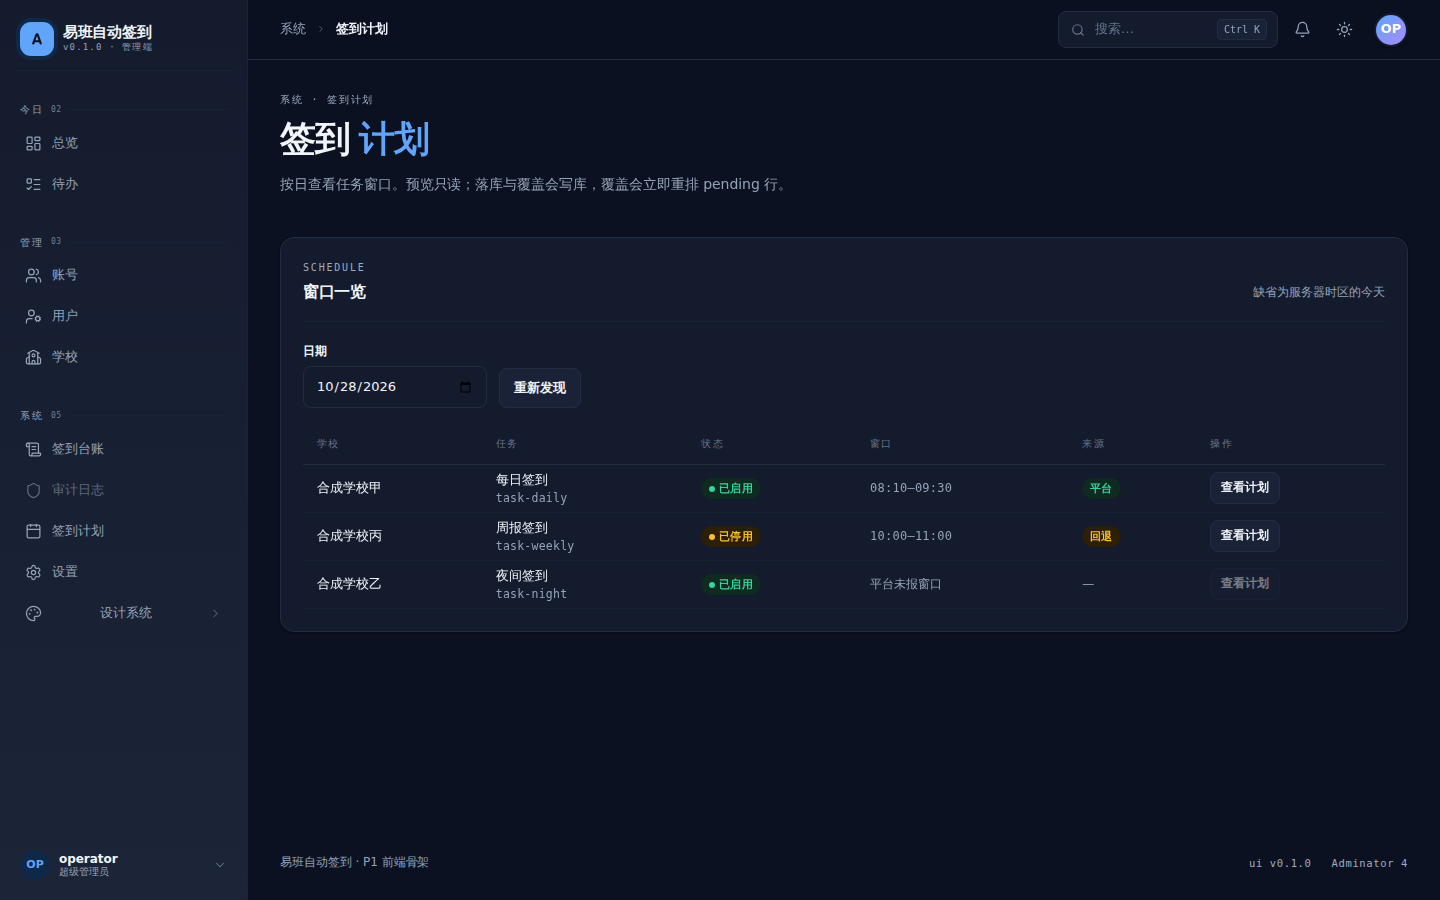 A
易班自动签到
v0.1.0 · 管理端
今日 02
总览
待办
管理 03
账号
用户
学校
系统 05
签到台账
审计日志
签到计划
设置
设计系统
OP
operator
超级管理员
系统 > 签到计划
搜索… Ctrl K
OP
系统 · 签到计划
签到 计划
按日查看任务窗口。预览只读；落库与覆盖会写库，覆盖会立即重排 pending 行。
SCHEDULE
窗口一览
缺省为服务器时区的今天
日期
10/28/2026
重新发现
学校 任务 状态 窗口 来源 操作
合成学校甲 每日签到 已启用 08:10—09:30 平台 查看计划
task-daily
合成学校丙 周报签到 已停用 10:00—11:00 回退 查看计划
task-weekly
合成学校乙 夜间签到 已启用 平台未报窗口 — 查看计划
task-night
易班自动签到 · P1 前端骨架
ui v0.1.0 Adminator 4